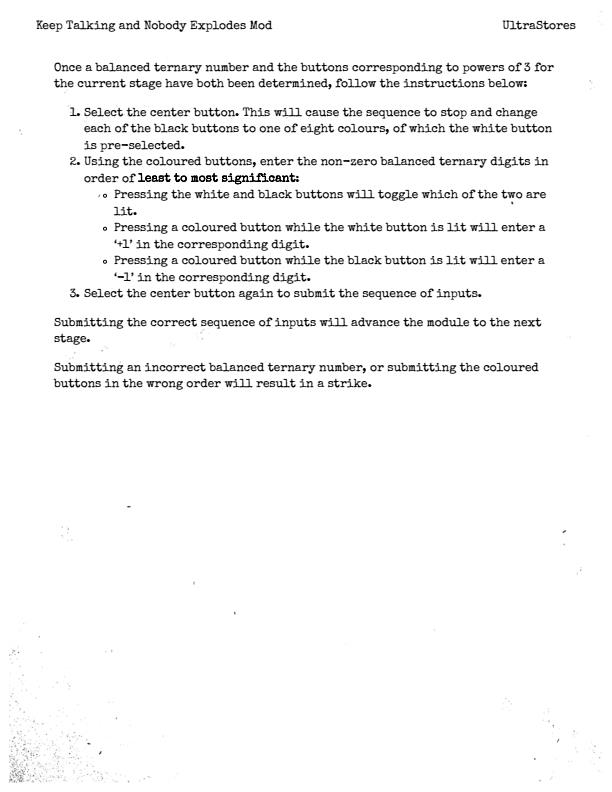 Keep Talking and Nobody Explodes Mod UltraStores
Once a balanced ternary number and the buttons corresponding to powers of 3 for
the current stage have both been determined, follow the instructions below:
1. Select the center button. This will cause the sequence to stop and change
each of the black buttons to one of eight colours, of which the white button
is pre-selected.
2. Using the coloured buttons, enter the non-zero balanced ternary digits in
order of least to most significant:
o Pressing the white and black buttons will toggle which of the two are
lit.
o Pressing a coloured button while the white button is lit will enter a
‘+1’ in the corresponding digit.
o Pressing a coloured button while the black button is lit will enter a
‘-1’ in the corresponding digit.
3. Select the center button again to submit the sequence of inputs.
Submitting the correct sequence of inputs will advance the module to the next
stage.
Submitting an incorrect balanced ternary number, or submitting the coloured
buttons in the wrong order will result in a strike.